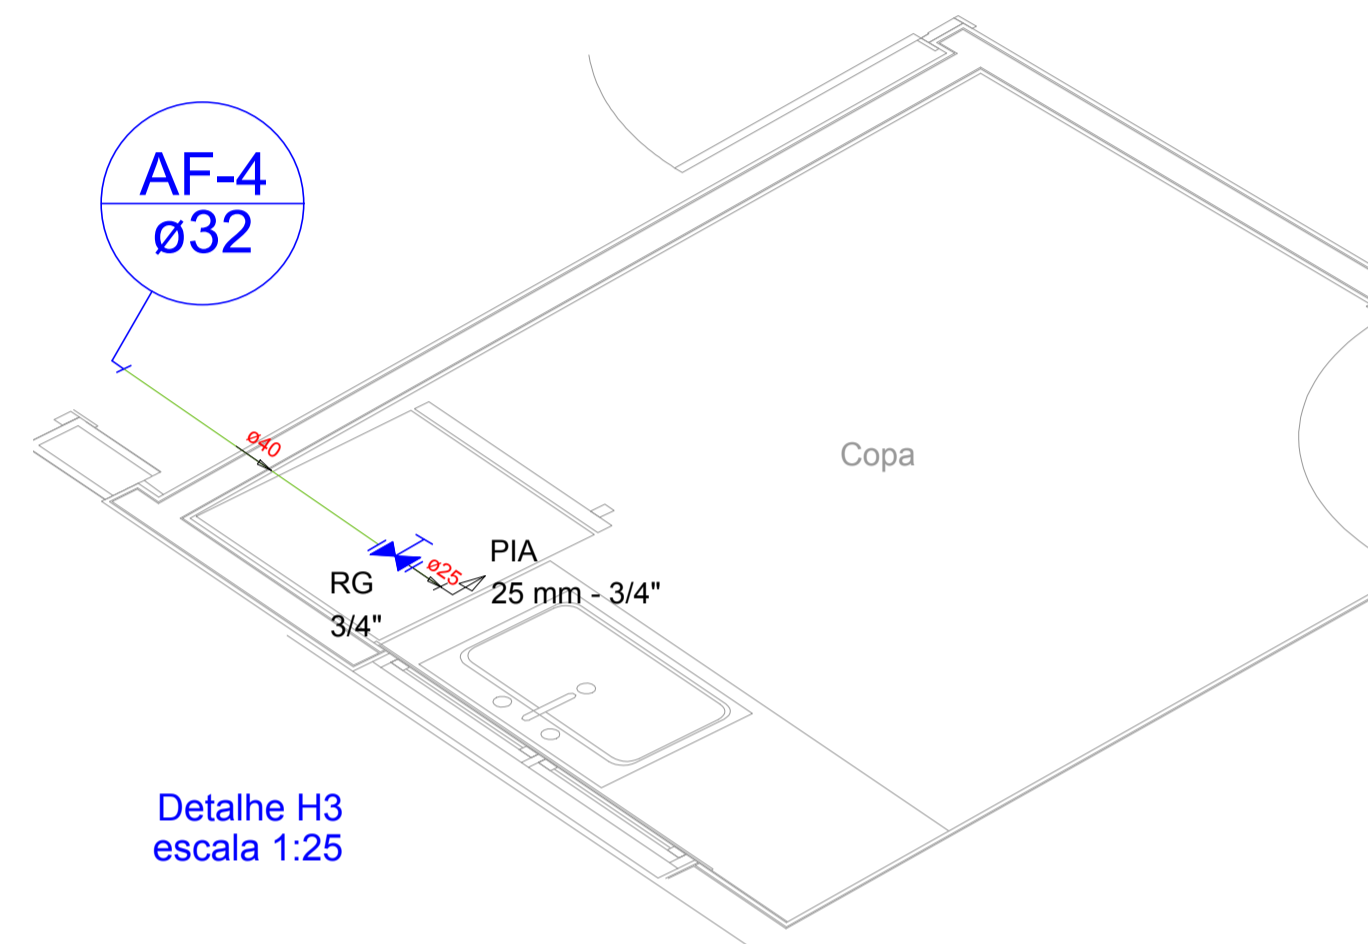 AF-4
ø32
ø40
Copa
PIA
ø25
25 mm - 3/4"
RG
3/4"
Detalhe H3
escala 1:25